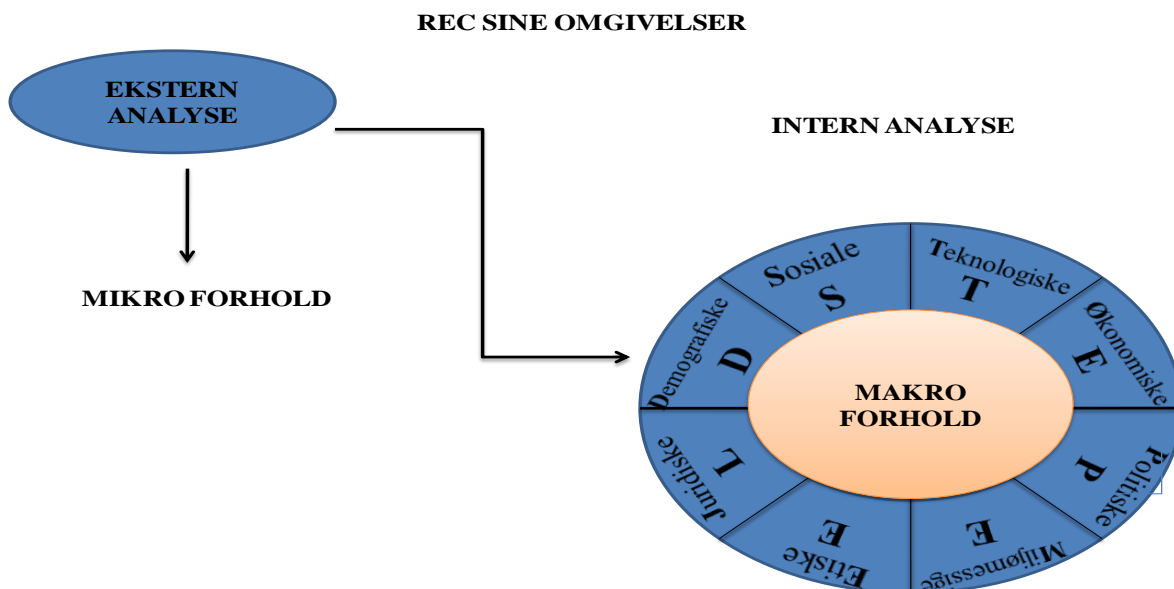 REC SINE OMGIVELSER
EKSTERN
ANALYSE
INTERN ANALYSE
MIKRO FORHOLD
Sosiale
S
Teknologiske
T
Økonomiske
E
Politiske
P
Miljømessige
E
Etiske
E
Juridiske
L
Demografiske
D
MAKRO
FORHOLD